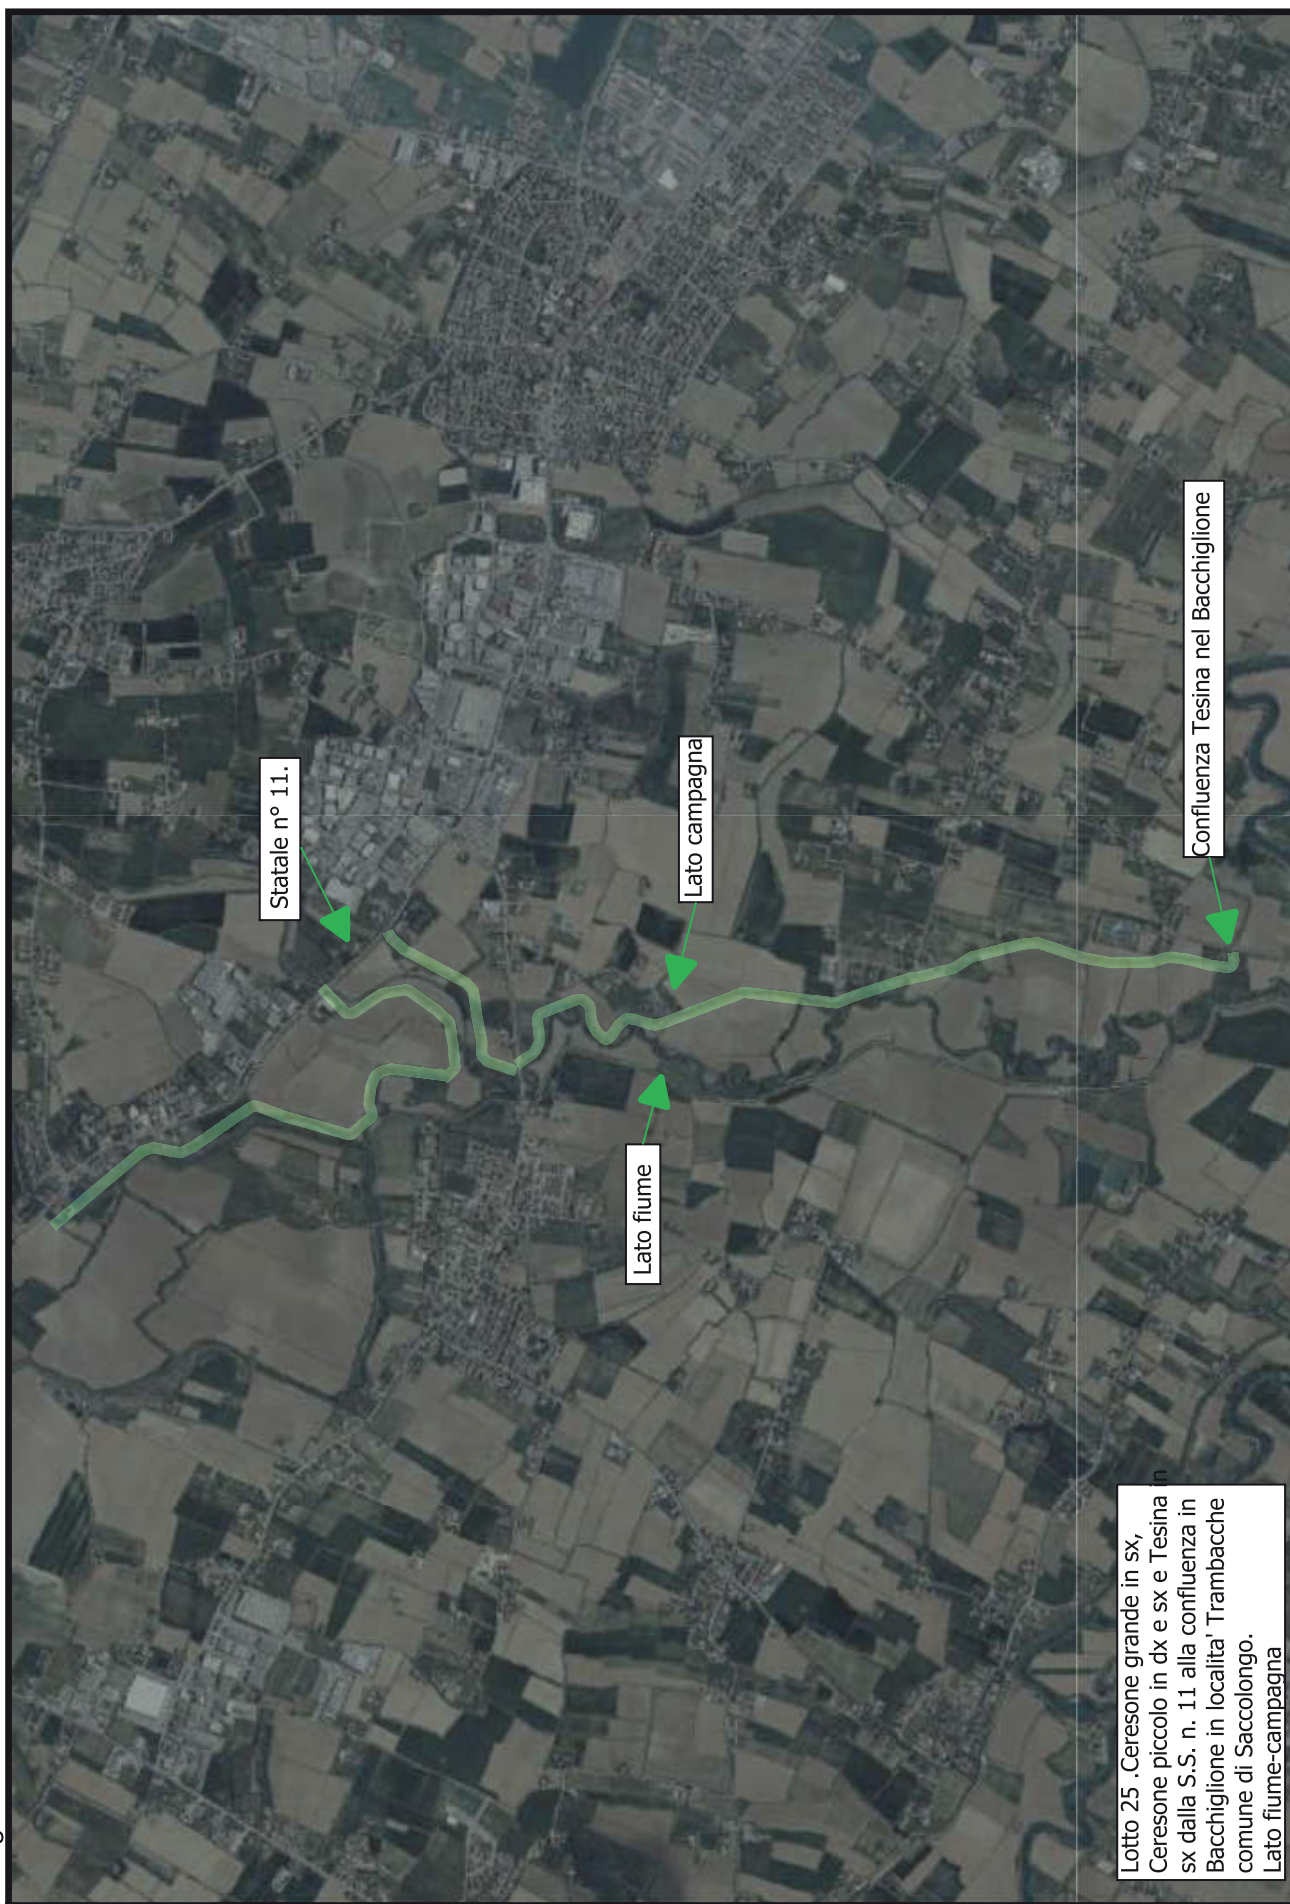 Statale n° 11.
Lato campagna
Lato fiume
Confluenza Tesina nel Bacchiglione
Lotto 25 .Ceresone grande in sx,
Ceresone piccolo in dx e sx e Tesina in
sx dalla S.S. n. 11 alla confluenza in
Bacchiglione in localita' Trambacche
comune di Saccolongo.
Lato fiume-campagna